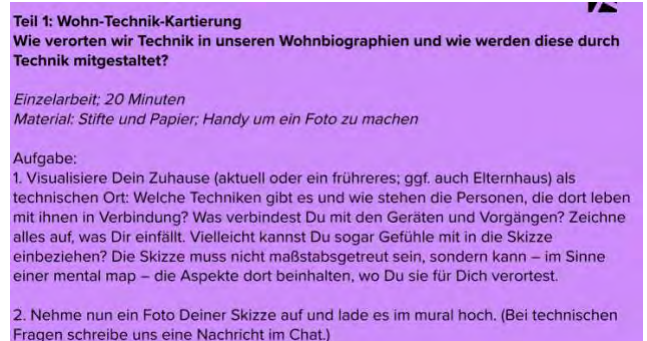 Teil 1: Wohn-Technik-Kartierung
Wie verorten wir Technik in unseren Wohnbiographien und wie werden diese durch
Technik mitgestaltet?
Einzelarbeit; 20 Minuten
Material: Stifte und Papier; Handy um ein Foto zu machen
Aufgabe:
1. Visualisiere Dein Zuhause (aktuell oder ein frühreres; ggf. auch Elternhaus) als
technischen Ort: Welche Techniken gibt es und wie stehen die Personen, die dort leben
mit ihnen in Verbindung? Was verbindest Du mit den Geräten und Vorgängen? Zeichne
alles auf, was Dir einfällt. Vielleicht kannst Du sogar Gefühle mit in die Skizze
einbeziehen? Die Skizze muss nicht maßstabsgetreut sein, sondern kann – im Sinne
einer mental map – die Aspekte dort beinhalten, wo Du sie für Dich verortest.
2. Nehme nun ein Foto Deiner Skizze auf und lade es im mural hoch. (Bei technischen
Fragen schreibe uns eine Nachricht im Chat.)